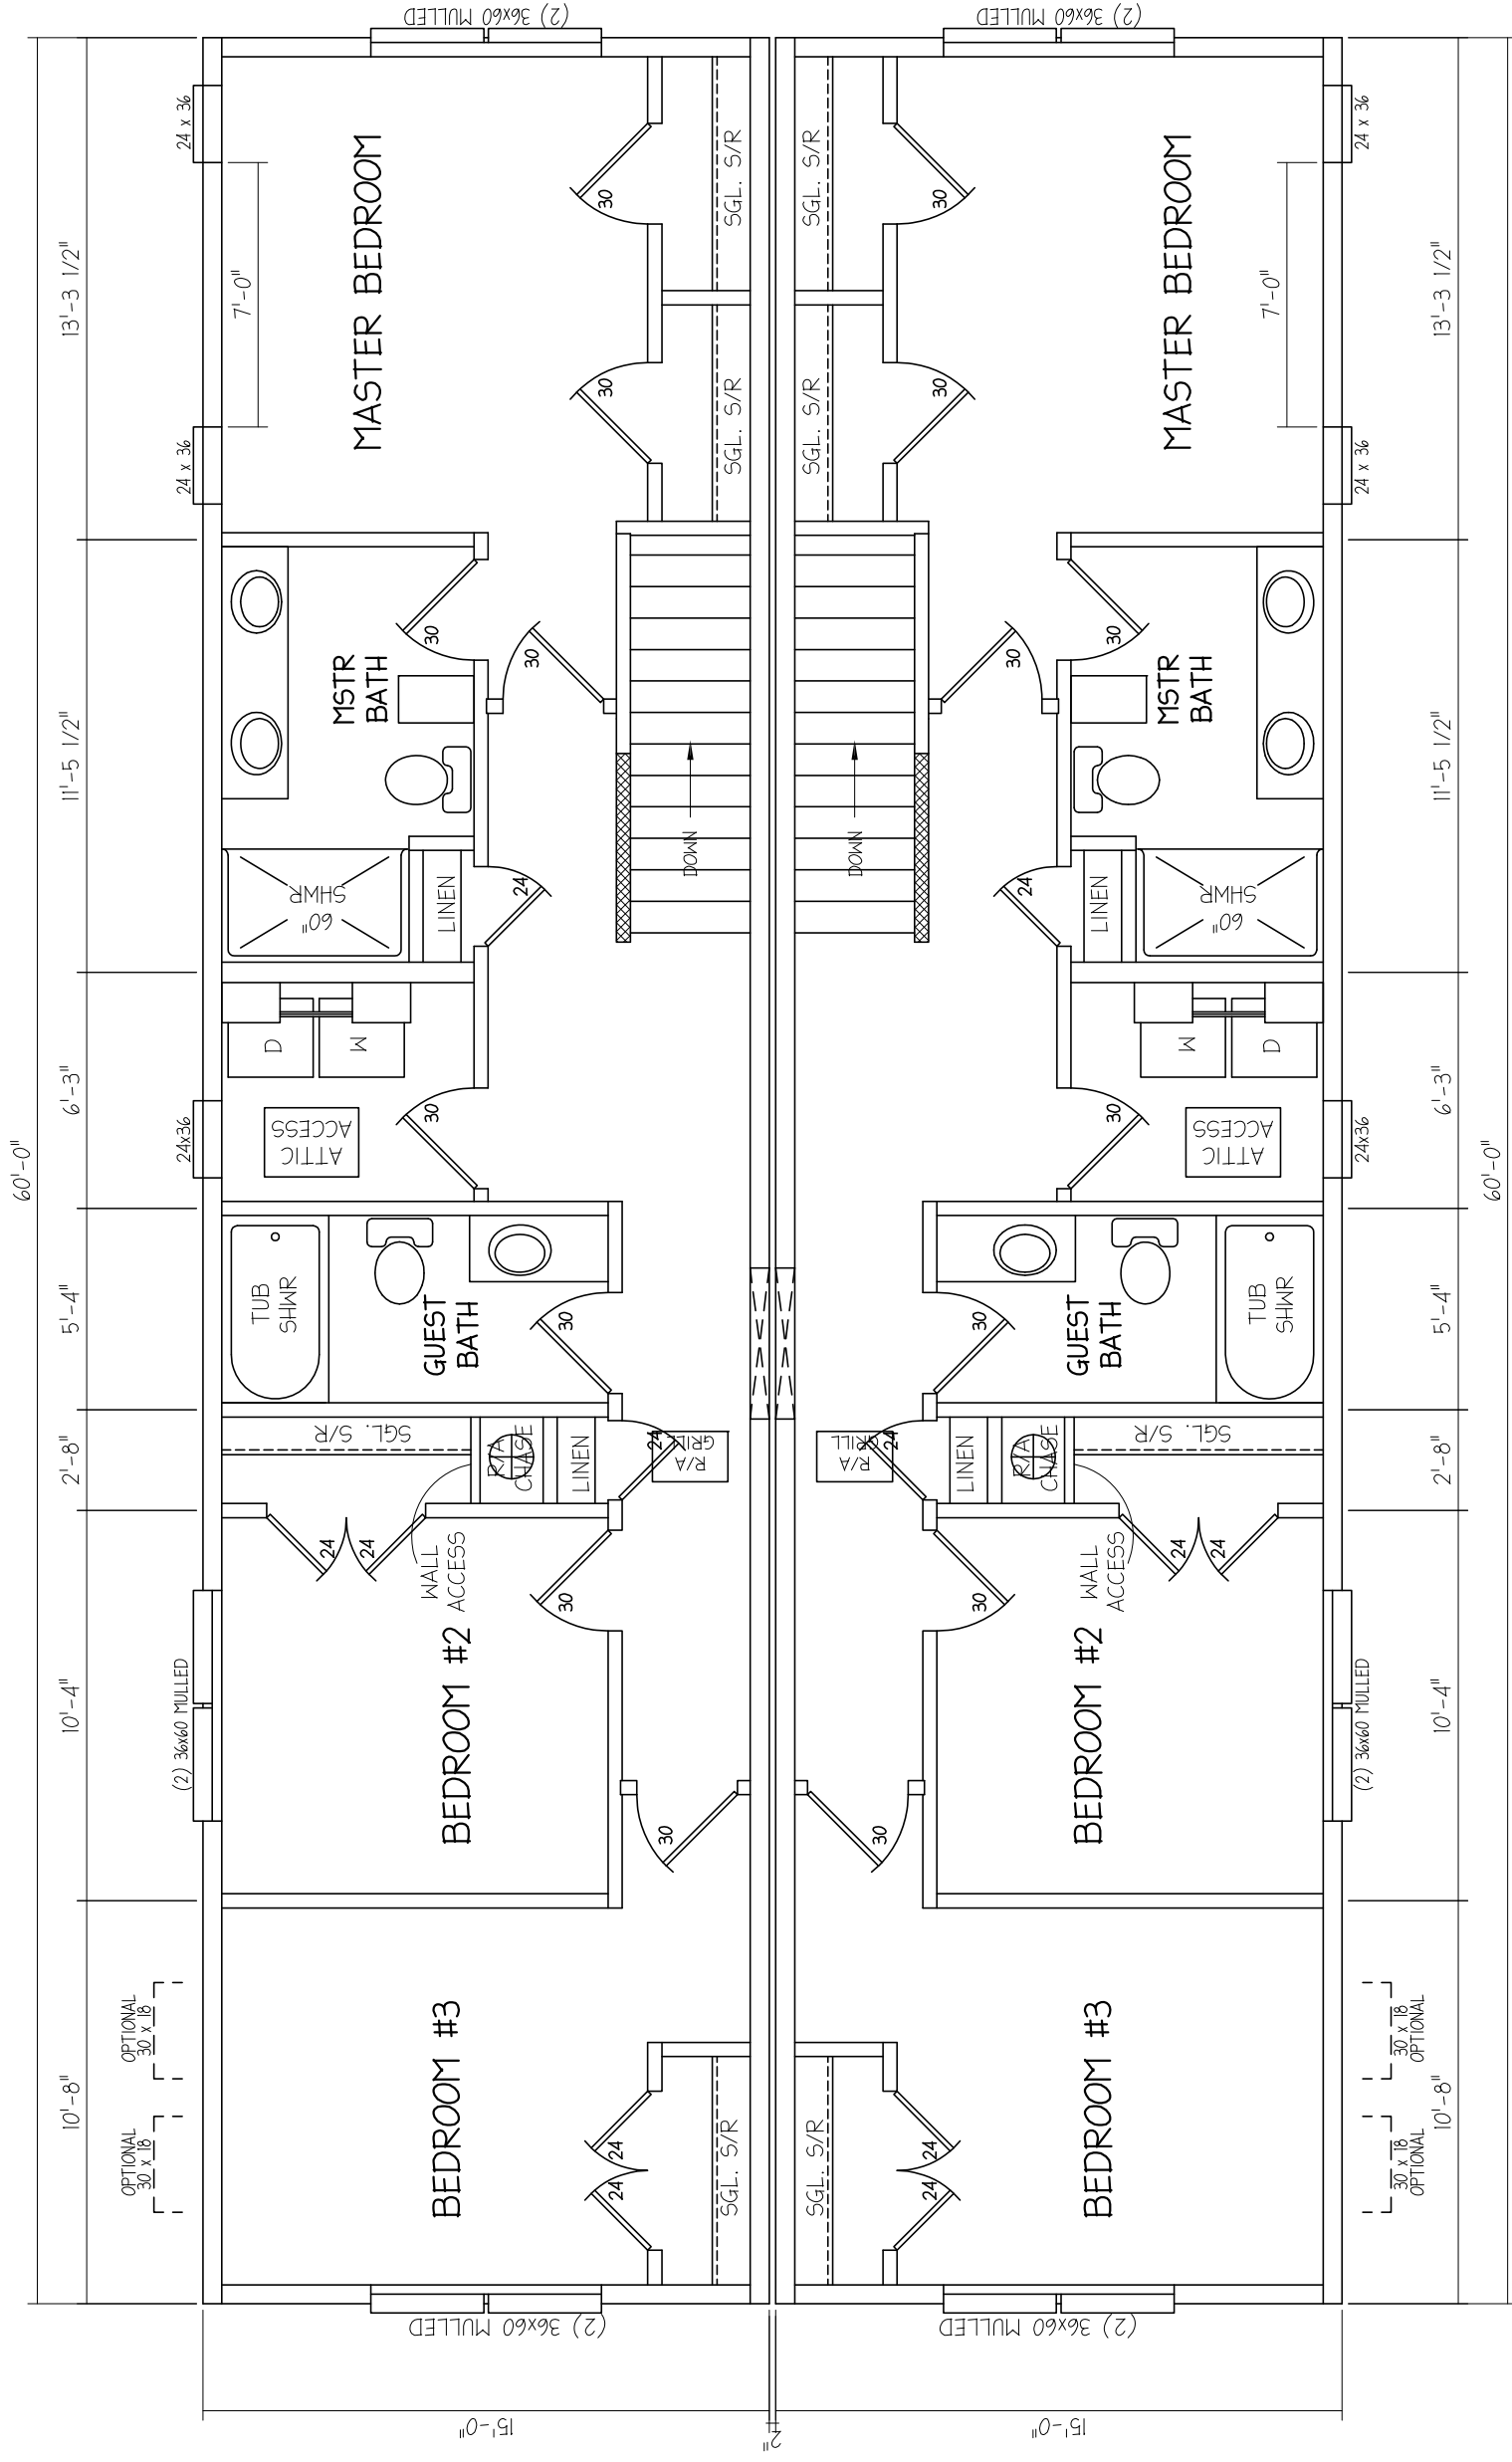 (2) 36x60 MULLED
(2) 36x60 MULLED
24 x 36
24 x 36
MASTER BEDROOM
MASTER BEDROOM
SGL. S/R
SGL. S/R
30
30
13'-3 1/2"
7'-0"
7'-0"
13'-3 1/2"
30
30
SGL. S/R
SGL. S/R
24 x 36
24 x 36
30
30
30
30
MSTR
BATH
MSTR
BATH
11'-5 1/2"
11'-5 1/2"
DOWN
DOWN
60"
SHWR
60"
SHWR
LINEN
LINEN
24
24
D
W
W
D
6'-3"
6'-3"
30
30
24x36
24x36
ATTIC
ACCESS
ATTIC
ACCESS
60'-0"
60'-0"
TUB
SHWR
TUB
SHWR
5'-4"
5'-4"
GUEST
BATH
GUEST
BATH
30
30
SGL. S/R
SGL. S/R
2'-8"
2'-8"
R/A
CHASE
R/A
CHASE
LINEN
LINEN
24
24
R/A
GRILL
R/A
GRILL
24
24
24
24
WALL
ACCESS
WALL
ACCESS
30
30
BEDROOM #2
BEDROOM #2
10'-4"
10'-4"
(2) 36x60 MULLED
(2) 36x60 MULLED
30
30
OPTIONAL
30 x 18
30 x 18
OPTIONAL
BEDROOM #3
BEDROOM #3
10'-8"
10'-8"
OPTIONAL
30 x 18
30 x 18
OPTIONAL
24
24
24
24
SGL. S/R
SGL. S/R
(2) 36x60 MULLED
(2) 36x60 MULLED
15'-0"
2"
15'-0"